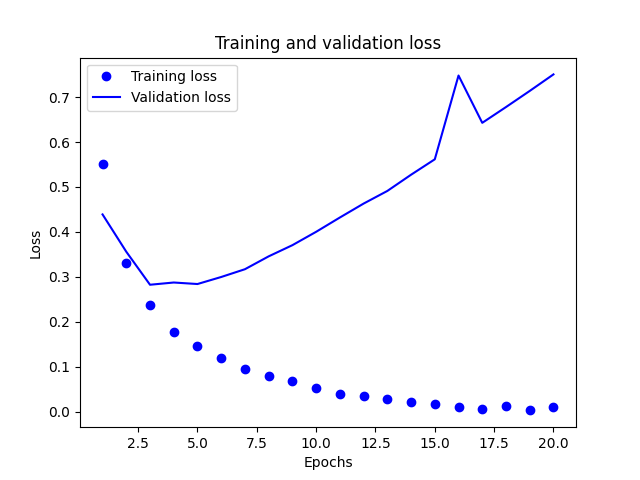 Training and validation loss
Training loss
Validation loss
0.7
0.6
0.5
0.4
0.3
0.2
0.1
0.0
Loss
2.5 5.0 7.5 10.0 12.5 15.0 17.5 20.0
Epochs